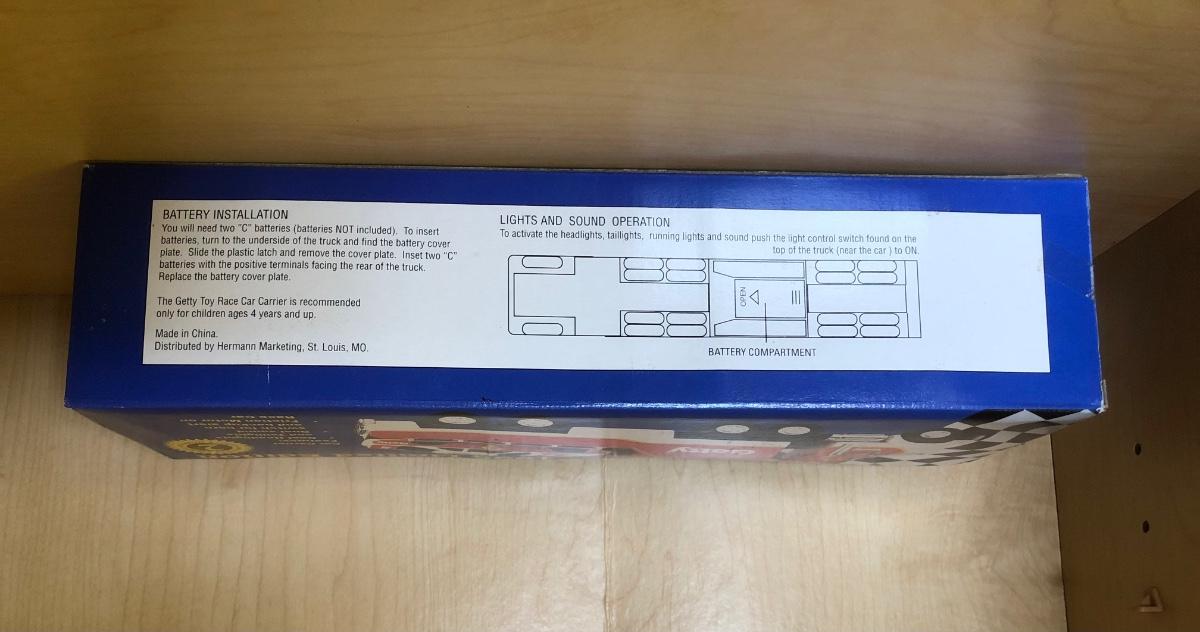 BATTERY INSTALLATION
You will need two "C" batteries (batteries NOT included). To insert
batteries, turn to the underside of the truck and find the battery cover
plate. Slide the plastic latch and remove the cover plate. Inset two "C"
batteries with the positive terminals facing the rear of the truck.
Replace the battery cover plate.
The Getty Toy Race Car Carrier is recommended
only for children ages 4 years and up.
Made in China.
Distributed by Hermann Marketing, St. Louis, MO.
LIGHTS AND SOUND OPERATION
To activate the headlights, taillights, running lights and sound push the light control switch found on the
top of the truck (near the car ) to ON.
OPEN
BATTERY COMPARTMENT
Getty